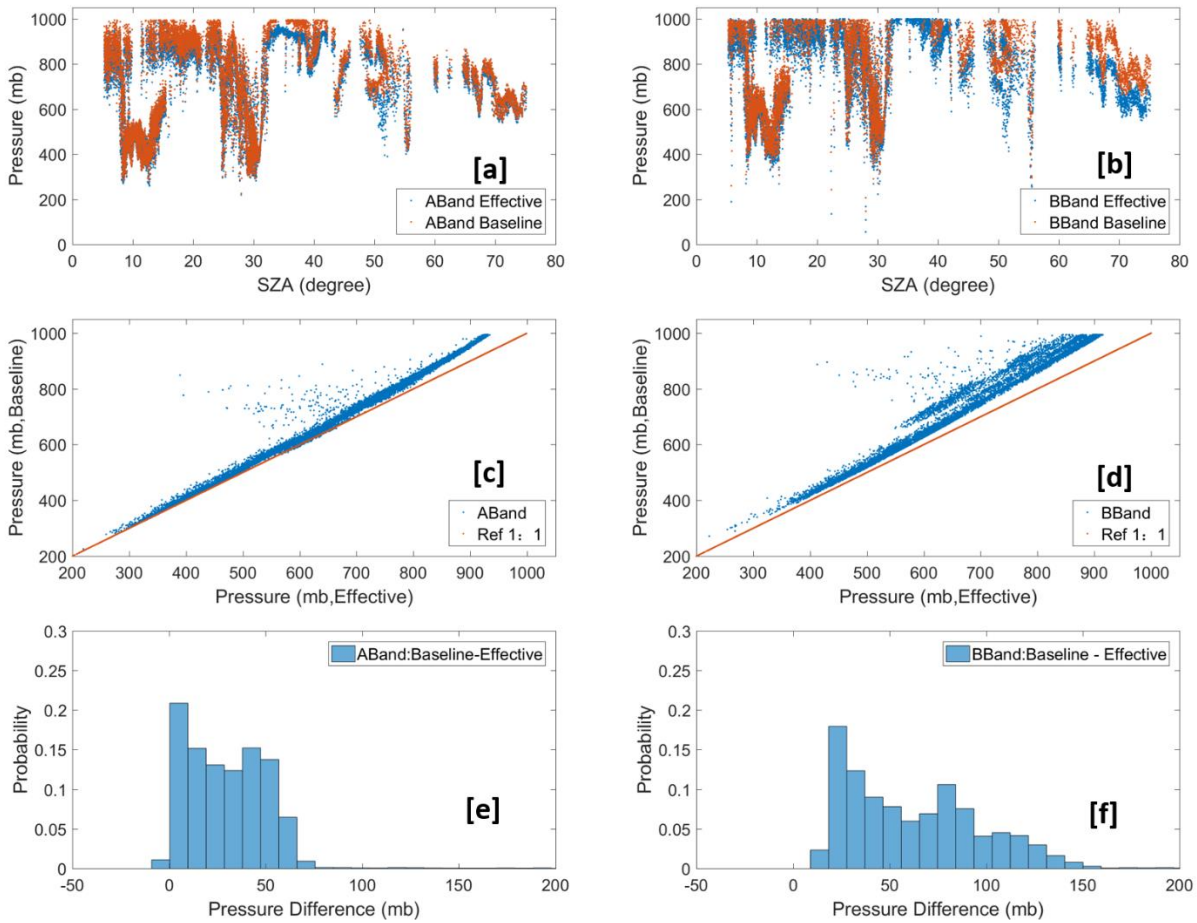 1000
800
600
400
200
0
Pressure (mb)
[a]
ABand Effective
ABand Baseline
0 10 20 30 40 50 60 70 80
SZA (degree)
1000
800
600
400
200
0
Pressure (mb)
[b]
BBand Effective
BBand Baseline
0 10 20 30 40 50 60 70 80
SZA (degree)
1000
800
600
400
200
Pressure (mb,Baseline)
[c]
ABand
Ref 1：1
200 300 400 500 600 700 800 900 1000
Pressure (mb,Effective)
1000
800
600
400
200
Pressure (mb,Baseline)
[d]
BBand
Ref 1：1
200 300 400 500 600 700 800 900 1000
Pressure (mb,Effective)
0.3
0.25
0.2
0.15
0.1
0.05
0
Probability
ABand:Baseline-Effective
[e]
-50 0 50 100 150 200
Pressure Difference (mb)
0.3
0.25
0.2
0.15
0.1
0.05
0
Probability
BBand:Baseline - Effective
[f]
-50 0 50 100 150 200
Pressure Difference (mb)